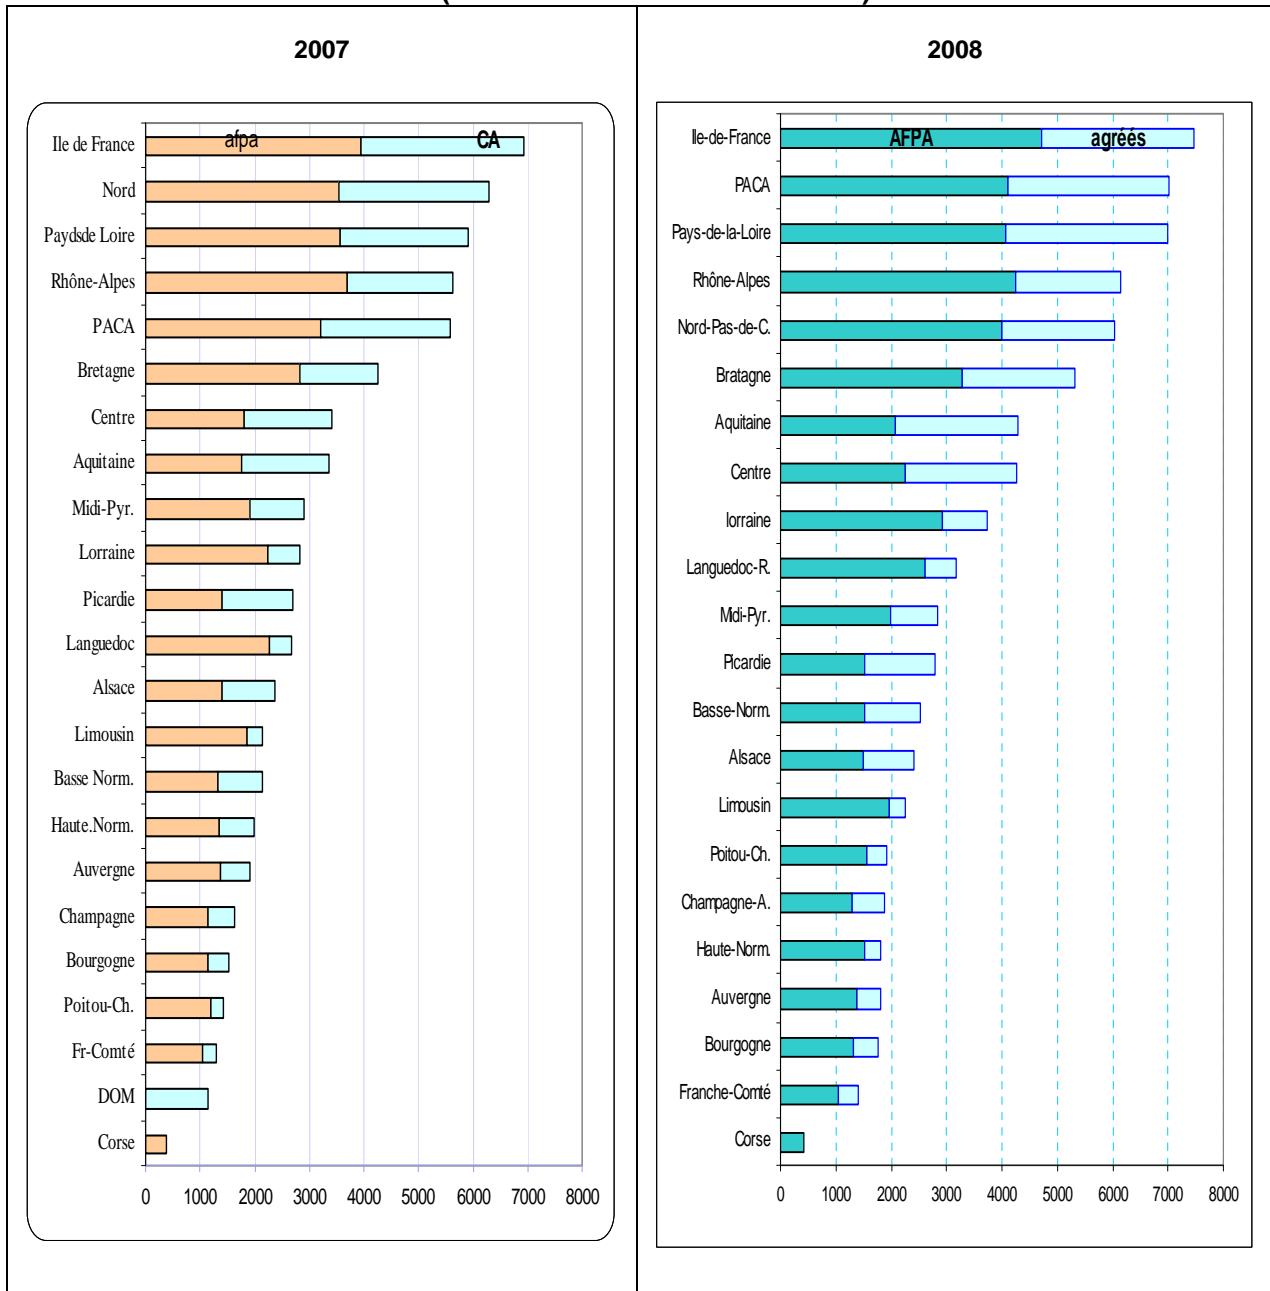 2007
2008
Ile de France
afpa
CA
Nord
Paydsde Loire
Rhône-Alpes
PACA
Bretagne
Centre
Aquitaine
Midi-Pyr.
Lorraine
Picardie
Languedoc
Alsace
Limousin
Basse Norm.
Haute.Norm.
Auvergne
Champagne
Bourgogne
Poitou-Ch.
Fr-Comté
DOM
Corse
0 1000 2000 3000 4000 5000 6000 7000 8000
Ile-de-France
AFPA
agréés
PACA
Pays-de-la-Loire
Rhône-Alpes
Nord-Pas-de-C.
Bratagne
Aquitaine
Centre
lorraine
Languedoc-R.
Midi-Pyr.
Picardie
Basse-Norm.
Alsace
Limousin
Poitou-Ch.
Champagne-A.
Haute-Norm.
Auvergne
Bourgogne
Franche-Comté
Corse
0 1000 2000 3000 4000 5000 6000 7000 8000